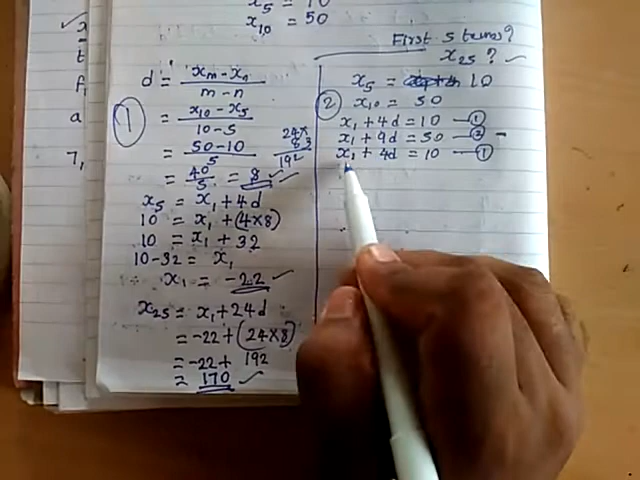 x₅ = 10
x₁₀ = 50
First 5 terms?
x₂₅ ?
①
d = xₘ - xₙ / m - n
= x₁₀ - x₅ / 10 - 5
= 50 - 10 / 5
= 40 / 5 = 8
24×
8
192
x₅ = x₁ + 4d
10 = x₁ + (4×8)
10 = x₁ + 32
10 - 32 = x₁
x₁ = -22
x₂₅ = x₁ + 24d
= -22 + (24×8)
= -22 + 192
= 170
②
x₅ = 10
x₁₀ = 50
x₁ + 4d = 10 —①
x₁ + 9d = 50 —② -
x₁ + 4d = 10 —①